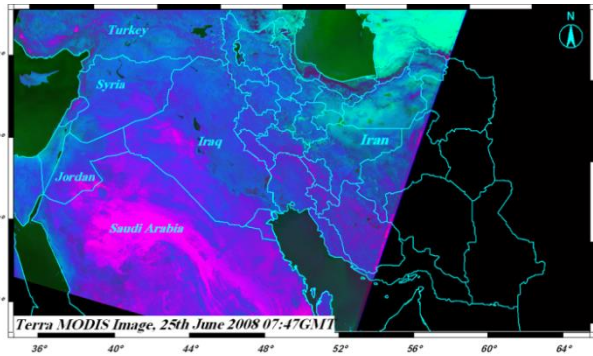 N
Turkey
Syria
Iraq
Iran
Jordan
Saudi Arabia
Terra MODIS Image, 25th June 2008 07:47GMT
36° 40° 44° 48° 52° 56° 60° 64°